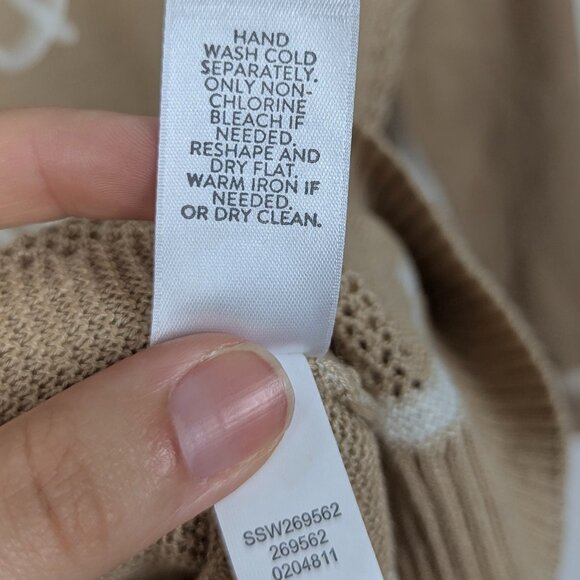 HAND
WASH COLD
SEPARATELY.
ONLY NON-
CHLORINE
BLEACH IF
NEEDED.
RESHAPE AND
DRY FLAT.
WARM IRON IF
NEEDED.
OR DRY CLEAN.
SSW269562
269562
0204811